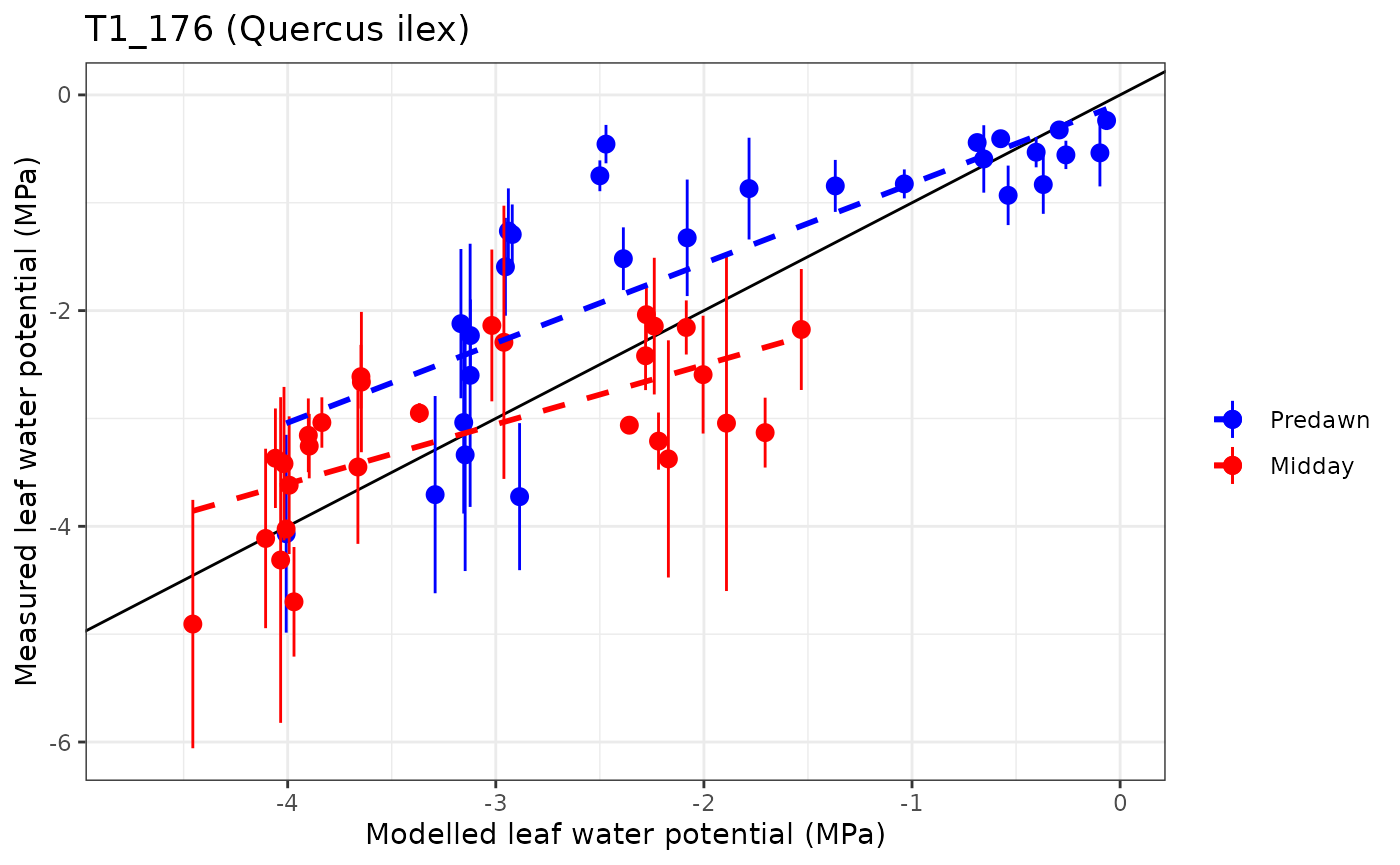 T1_176 (Quercus ilex)
Measured leaf water potential (MPa)
0
-2
-4
-6
-4 -3 -2 -1 0
Modelled leaf water potential (MPa)
Predawn
Midday